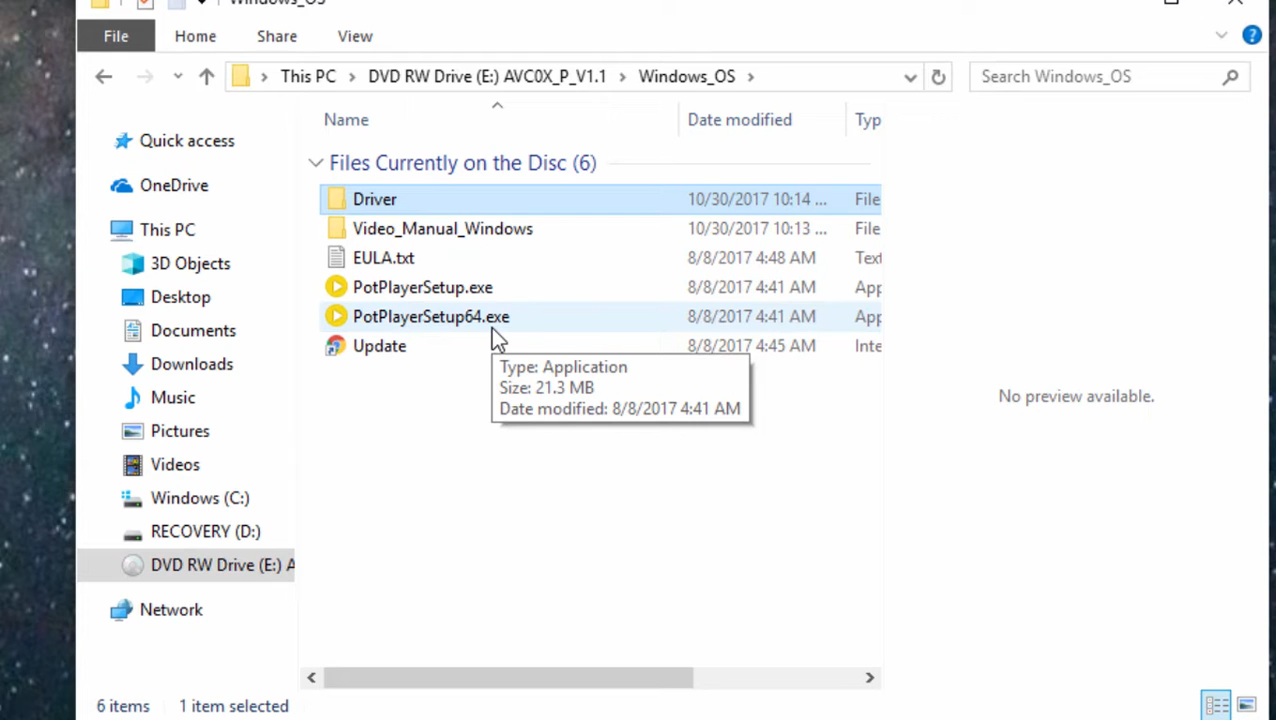 Windows_OS
File Home Share View
This PC DVD RW Drive (E:) AVC0X_P_V1.1 Windows_OS
Search Windows_OS
Quick access
OneDrive
This PC
3D Objects
Desktop
Documents
Downloads
Music
Pictures
Videos
Windows (C:)
RECOVERY (D:)
DVD RW Drive (E:) A
Network
Name Date modified Typ
Files Currently on the Disc (6)
Driver 10/30/2017 10:14 ... File
Video_Manual_Windows 10/30/2017 10:13 ... File
EULA.txt 8/8/2017 4:48 AM Text
PotPlayerSetup.exe 8/8/2017 4:41 AM App
PotPlayerSetup64.exe 8/8/2017 4:41 AM App
Update 8/8/2017 4:45 AM Inte
Type: Application
Size: 21.3 MB
Date modified: 8/8/2017 4:41 AM
No preview available.
6 items 1 item selected